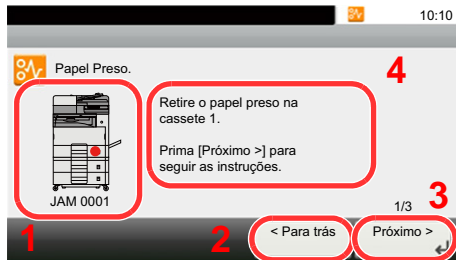 10:10
Papel Preso.
4
Retire o papel preso na
cassete 1.
Prima [Próximo >] para
seguir as instruções.
JAM 0001
1/3
3
1
2
< Para trás
Próximo >